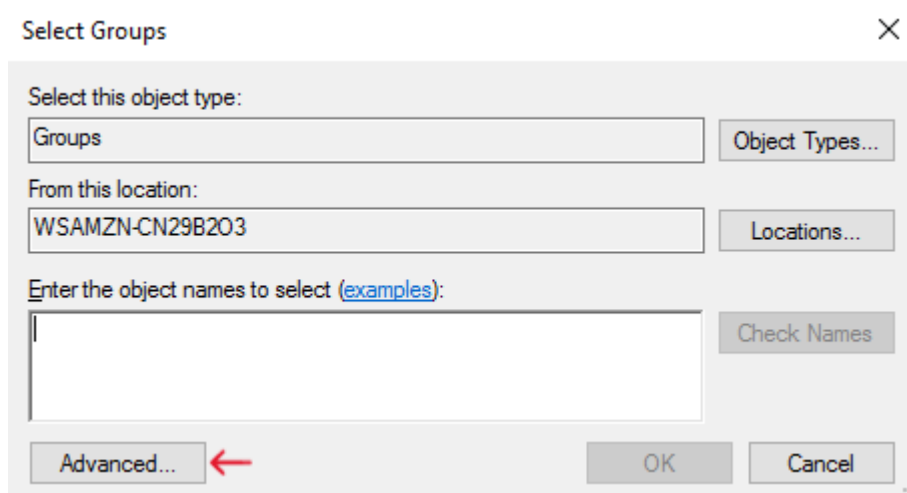 Select Groups
Select this object type:
Groups
Object Types...
From this location:
WSAMZN-CN29B2O3
Locations...
Enter the object names to select (examples):
Check Names
Advanced...
OK
Cancel